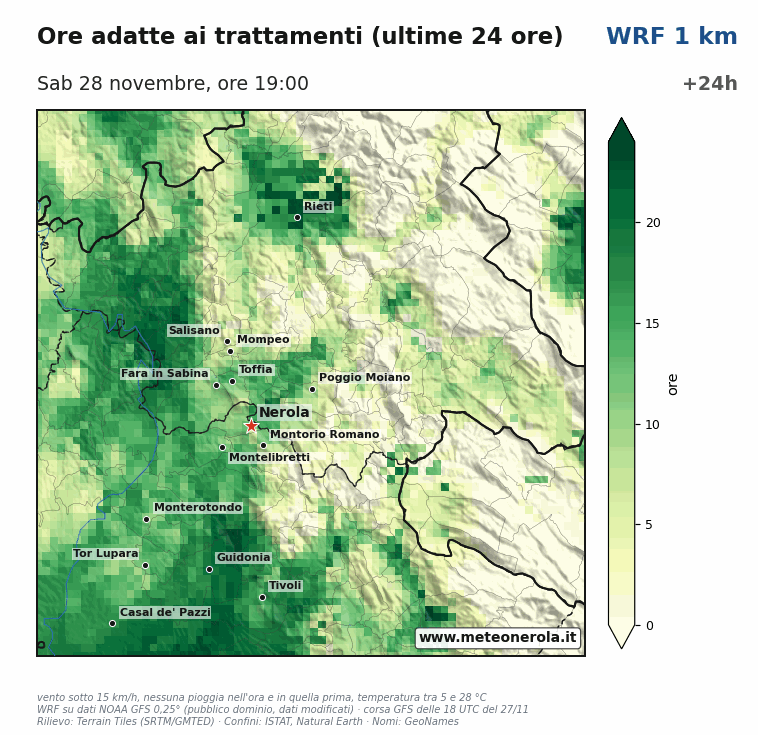 Ore adatte ai trattamenti (ultime 24 ore)
WRF 1 km
Sab 28 novembre, ore 19:00
+24h
Rieti
Salisano
Mompeo
Fara in Sabina
Toffia
Poggio Moiano
Nerola
Montorio Romano
Montelibretti
Monterotondo
Tor Lupara
Guidonia
Tivoli
Casal de' Pazzi
www.meteonerola.it
20
15
10
5
0
ore
vento sotto 15 km/h, nessuna pioggia nell'ora e in quella prima, temperatura tra 5 e 28 °C
WRF su dati NOAA GFS 0,25° (pubblico dominio, dati modificati) · corsa GFS delle 18 UTC del 27/11
Rilievo: Terrain Tiles (SRTM/GMTED) · Confini: ISTAT, Natural Earth · Nomi: GeoNames